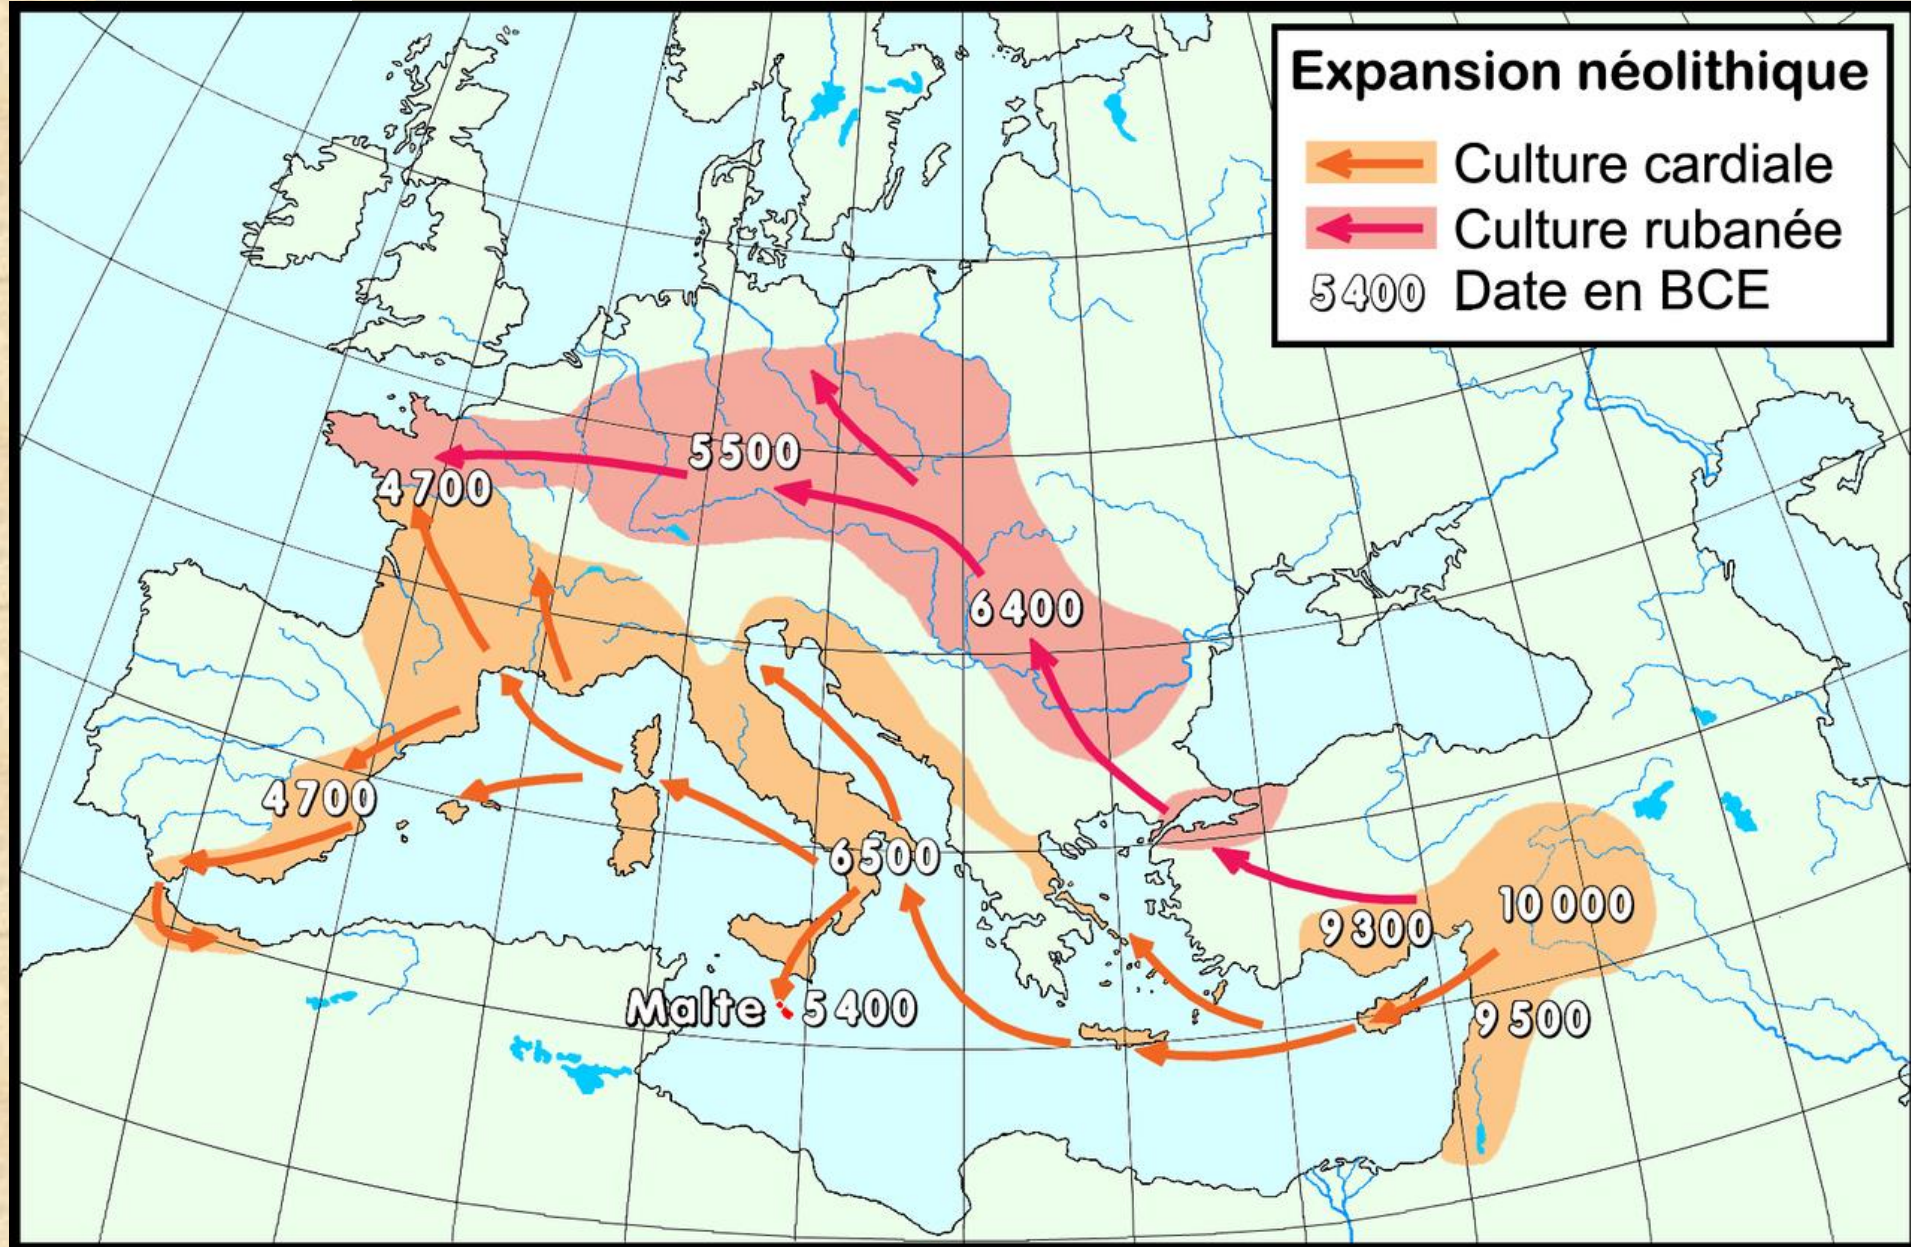 Expansion néolithique
Culture cardiale
Culture rubanée
5400 Date en BCE
5500
4700
6400
4700
6500
10 000
9300
Malte 5400
9500